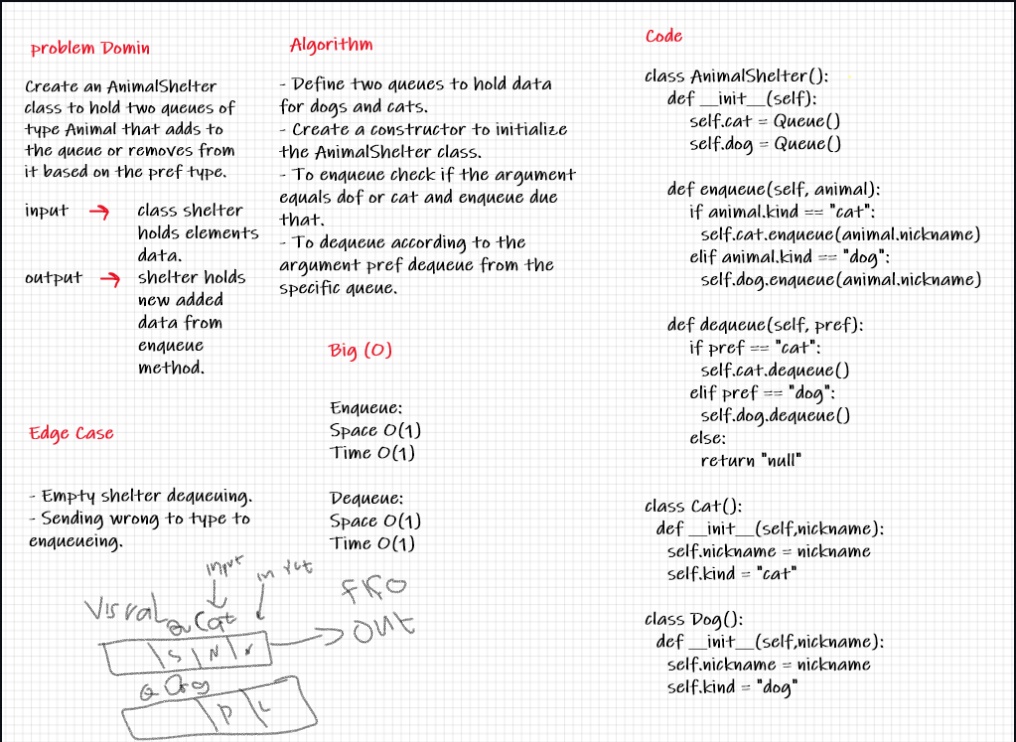 problem Domin
Create an AnimalShelter
class to hold two queues of
type Animal that adds to
the queue or removes from
it based on the pref type.
input → class shelter
holds elements
data.
output → shelter holds
new added
data from
enqueue
method.
Edge Case
- Empty shelter dequeuing.
- Sending wrong to type to
enqueueing.
Algorithm
- Define two queues to hold data
for dogs and cats.
- Create a constructor to initialize
the AnimalShelter class.
- To enqueue check if the argument
equals dof or cat and enqueue due
that.
- To dequeue according to the
argument pref dequeue from the
specific queue.
Big (O)
Enqueue:
Space O(1)
Time O(1)
Dequeue:
Space O(1)
Time O(1)
input
Q Cat
S N
OUt
P L
Code
class AnimalShelter():
def __init__(self):
self.cat = Queue()
self.dog = Queue()
def enqueue(self, animal):
if animal.kind == "cat":
self.cat.enqueue(animal.nickname)
elif animal.kind == "dog":
self.dog.enqueue(animal.nickname)
def dequeue(self, pref):
if pref == "cat":
self.cat.dequeue()
elif pref == "dog":
self.dog.dequeue()
else:
return "null"
class Cat():
def __init__(self,nickname):
self.nickname = nickname
self.kind = "cat"
class Dog():
def __init__(self,nickname):
self.nickname = nickname
self.kind = "dog"